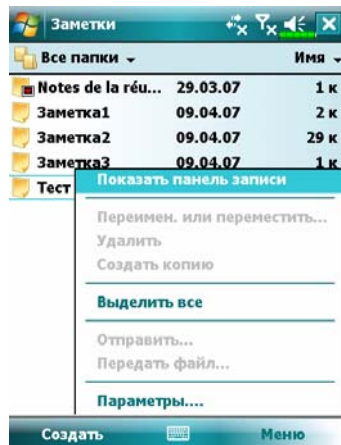 Заметки
Все папки Имя
Notes de la réu... 29.03.07 1 к
Заметка1 09.04.07 2 к
Заметка2 09.04.07 29 к
Заметка3 09.04.07 1 к
Тест
Показать панель записи
Переимен. или переместить...
Удалить
Создать копию
Выделить все
Отправить...
Передать файл...
Параметры....
Создать Меню